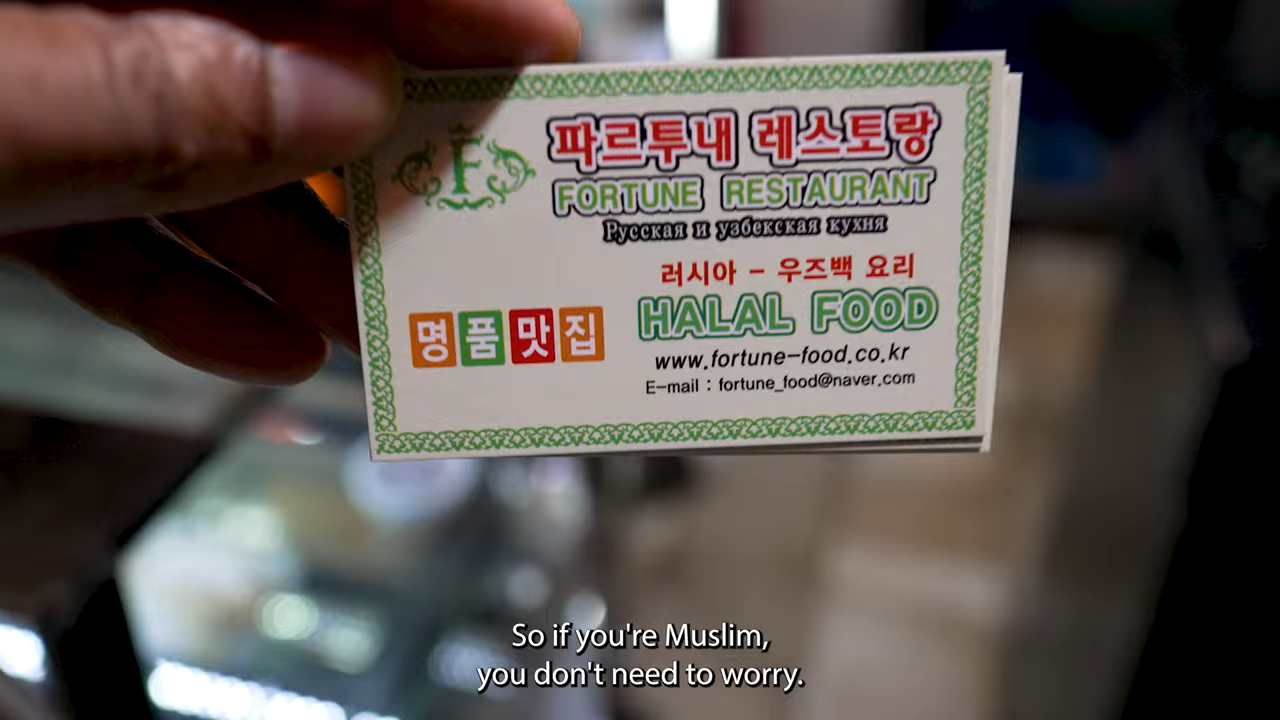 F
파르투내 레스토랑
FORTUNE RESTAURANT
Русская и узбекская кухня
러시아 - 우즈백 요리
명품맛집
HALAL FOOD
www.fortune-food.co.kr
E-mail : fortune_food@naver.com
So if you're Muslim,
you don't need to worry.